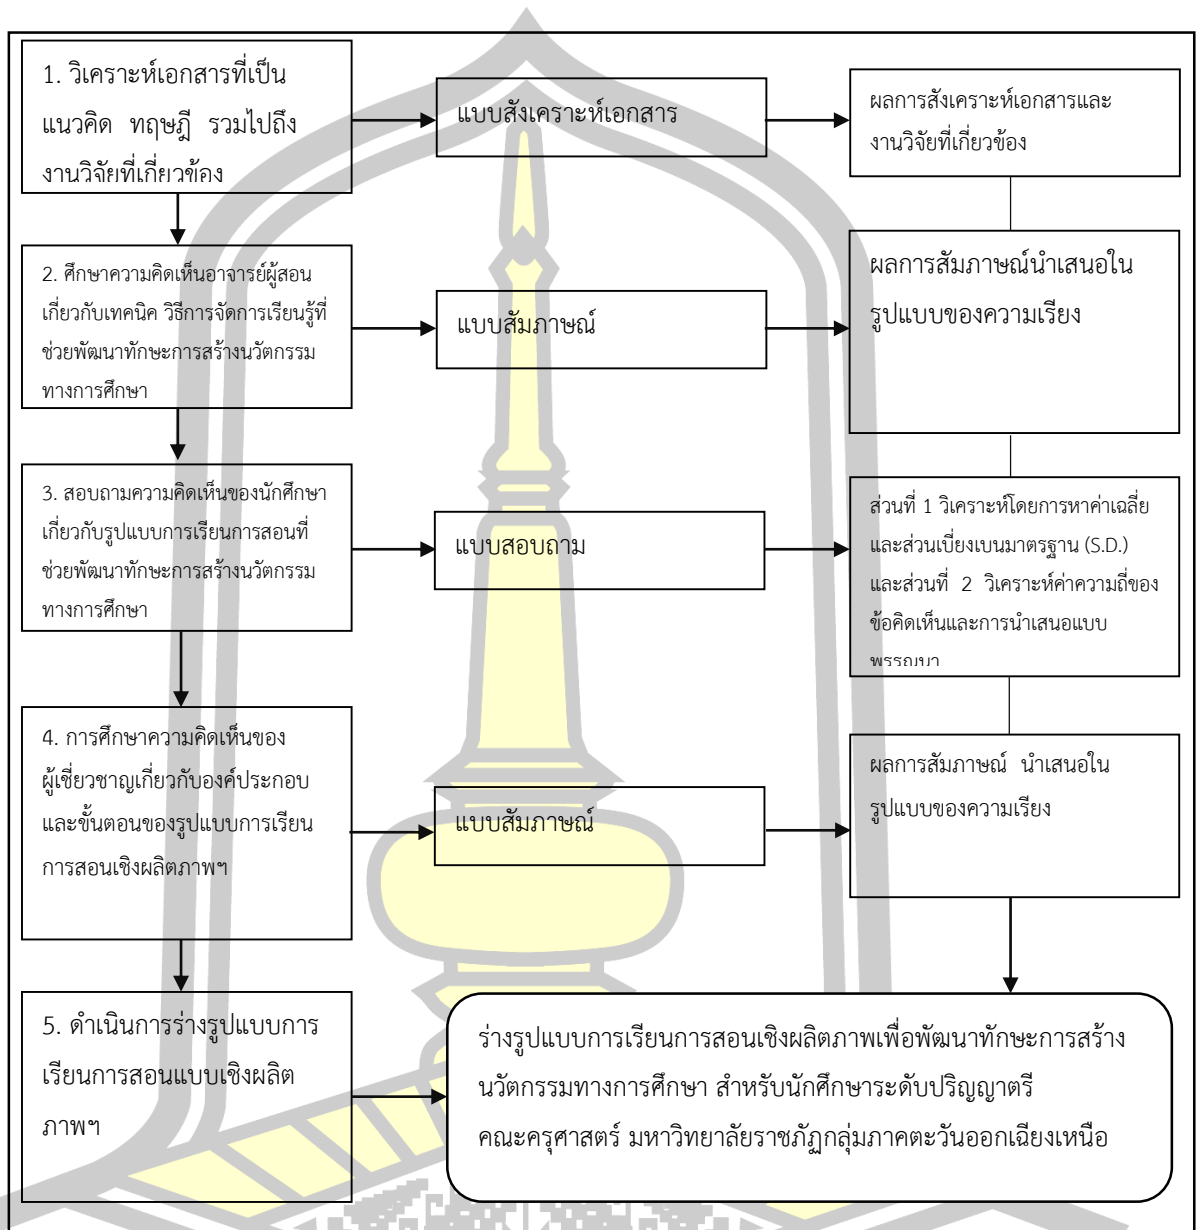 1. วิเคราะห์เอกสารที่เป็น
แนวคิด ทฤษฎี รวมไปถึง
งานวิจัยที่เกี่ยวข้อง
แบบสังเคราะห์เอกสาร
ผลการสังเคราะห์เอกสารและ
งานวิจัยที่เกี่ยวข้อง
2. ศึกษาความคิดเห็นอาจารย์ผู้สอน
เกี่ยวกับเทคนิค วิธีการจัดการเรียนรู้ที่
ช่วยพัฒนาทักษะการสร้างนวัตกรรม
ทางการศึกษา
แบบสัมภาษณ์
ผลการสัมภาษณ์นำเสนอใน
รูปแบบของความเรียง
3. สอบถามความคิดเห็นของนักศึกษา
เกี่ยวกับรูปแบบการเรียนการสอนที่
ช่วยพัฒนาทักษะการสร้างนวัตกรรม
ทางการศึกษา
แบบสอบถาม
ส่วนที่ 1 วิเคราะห์โดยการหาค่าเฉลี่ย
และส่วนเบี่ยงเบนมาตรฐาน (S.D.)
และส่วนที่ 2 วิเคราะห์ค่าความถี่ของ
ข้อคิดเห็นและการนำเสนอแบบ
พรรณนา
4. การศึกษาความคิดเห็นของ
ผู้เชี่ยวชาญเกี่ยวกับองค์ประกอบ
และขั้นตอนของรูปแบบการเรียน
การสอนเชิงผลิตภาพฯ
แบบสัมภาษณ์
ผลการสัมภาษณ์ นำเสนอใน
รูปแบบของความเรียง
5. ดำเนินการร่างรูปแบบการ
เรียนการสอนแบบเชิงผลิต
ภาพฯ
ร่างรูปแบบการเรียนการสอนเชิงผลิตภาพเพื่อพัฒนาทักษะการสร้าง
นวัตกรรมทางการศึกษา สำหรับนักศึกษาระดับปริญญาตรี
คณะครุศาสตร์ มหาวิทยาลัยราชภัฏกลุ่มภาคตะวันออกเฉียงเหนือ